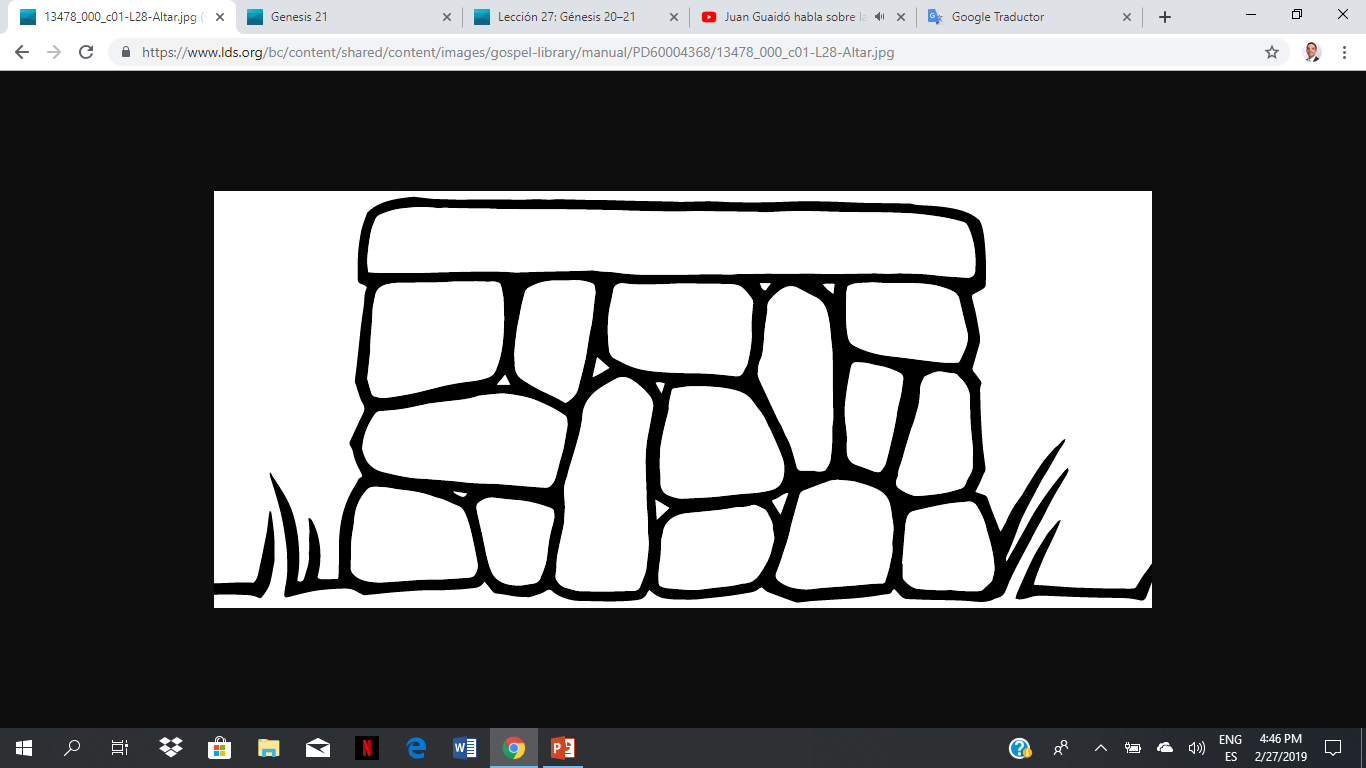 13478_000_c01-L28-Altar.jpg
Genesis 21
Lección 27: Génesis 20–21
Juan Guaidó habla sobre
Google Traductor
https://www.lds.org/bc/content/shared/content/images/gospel-library/manual/PD60004368/13478_000_c01-L28-Altar.jpg
ENG
ES
4:46 PM
2/27/2019